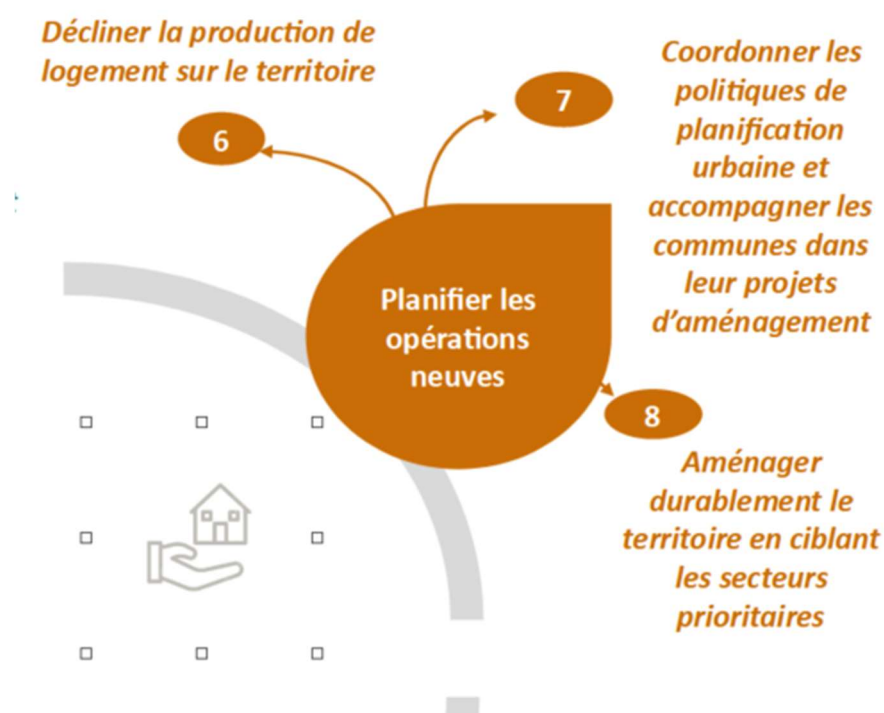 Décliner la production de
logement sur le territoire
6
7
Coordonner les
politiques de
planification
urbaine et
accompagner les
communes dans
leur projets
d'aménagement
Planifier les
opérations
neuves
8
Aménager
durablement le
territoire en ciblant
les secteurs
prioritaires